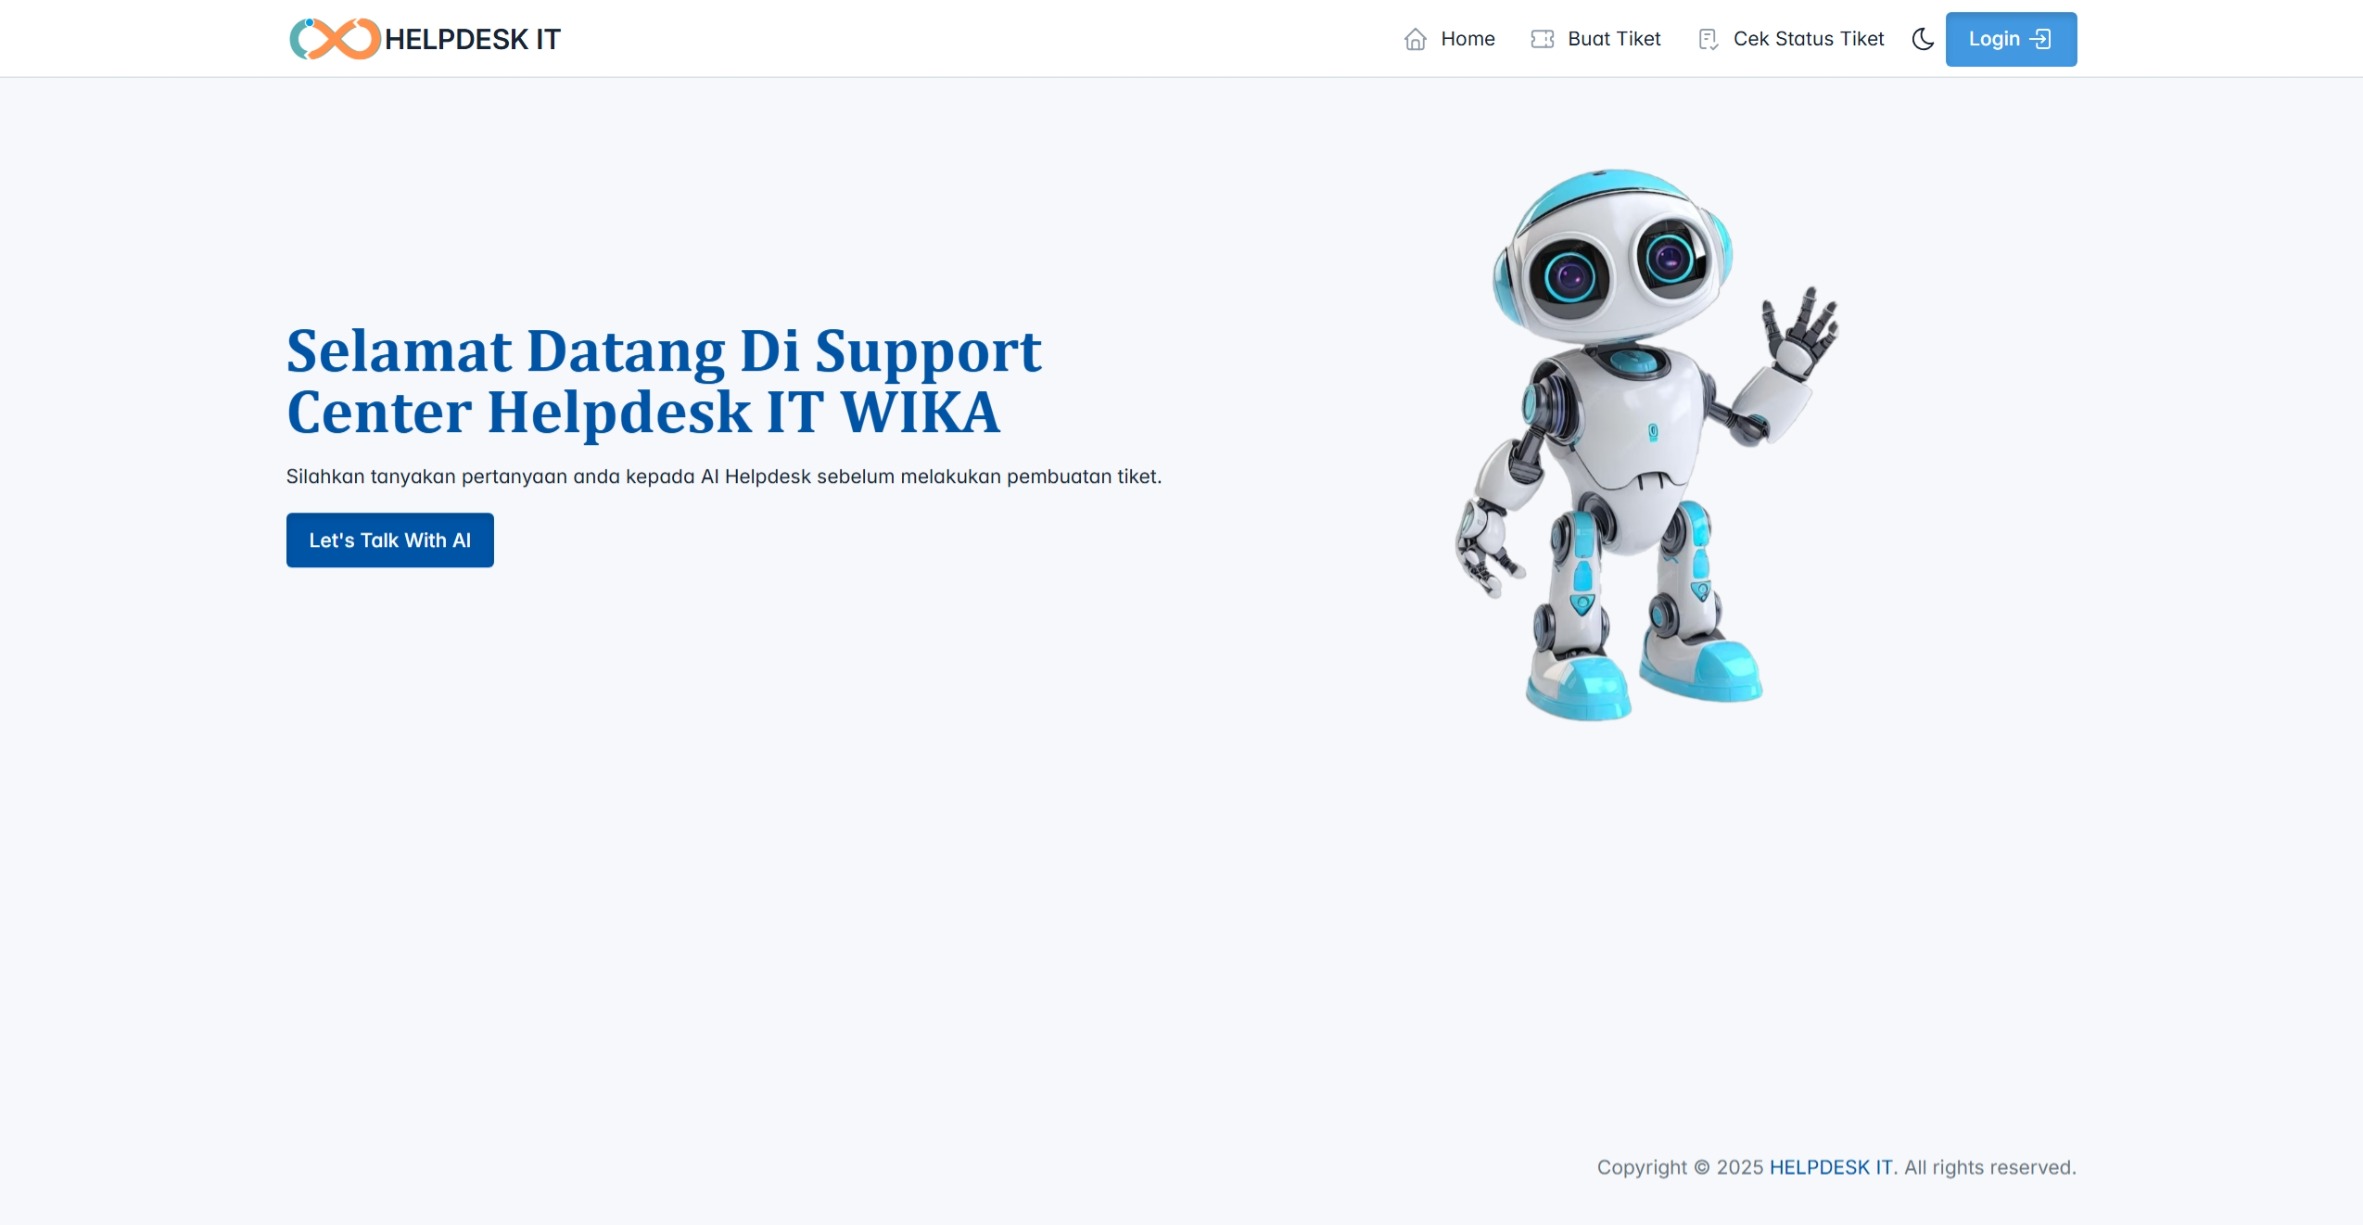 HELPDESK IT
Home
Buat Tiket
Cek Status Tiket
Login
Selamat Datang Di Support
Center Helpdesk IT WIKA
Silahkan tanyakan pertanyaan anda kepada AI Helpdesk sebelum melakukan pembuatan tiket.
Let's Talk With AI
Copyright © 2025 HELPDESK IT. All rights reserved.